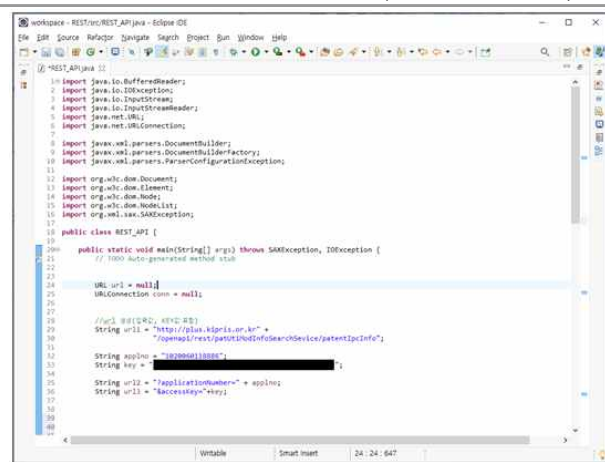 workspace - REST/src/REST_API.java - Eclipse IDE
File Edit Source Refactor Navigate Search Project Run Window Help
*REST_API.java
1 import java.io.BufferedReader;
2 import java.io.IOException;
3 import java.io.InputStream;
4 import java.io.InputStreamReader;
5 import java.net.URL;
6 import java.net.URLConnection;
7
8 import javax.xml.parsers.DocumentBuilder;
9 import javax.xml.parsers.DocumentBuilderFactory;
10 import javax.xml.parsers.ParserConfigurationException;
11
12 import org.w3c.dom.Document;
13 import org.w3c.dom.Element;
14 import org.w3c.dom.Node;
15 import org.w3c.dom.NodeList;
16 import org.xml.sax.SAXException;
17
18 public class REST_API {
19
20 public static void main(String[] args) throws SAXException, IOException {
21 // TODO Auto-generated method stub
22
23
24 URL url = null;
25 URLConnection conn = null;
26
27
28 //url 생성(입력값, KEY값 포함)
29 String url1 = "http://plus.kipris.or.kr" +
30 "/openapi/rest/patUtiModInfoSearchSevice/patentIpcInfo";
31
32 String applno = "1020060118886";
33 String key = " ";
34
35 String url2 = "?applicationNumber=" + applno;
36 String url3 = "&accessKey="+key;
37
38
39
40
41
Writable Smart Insert 24 : 24 : 647